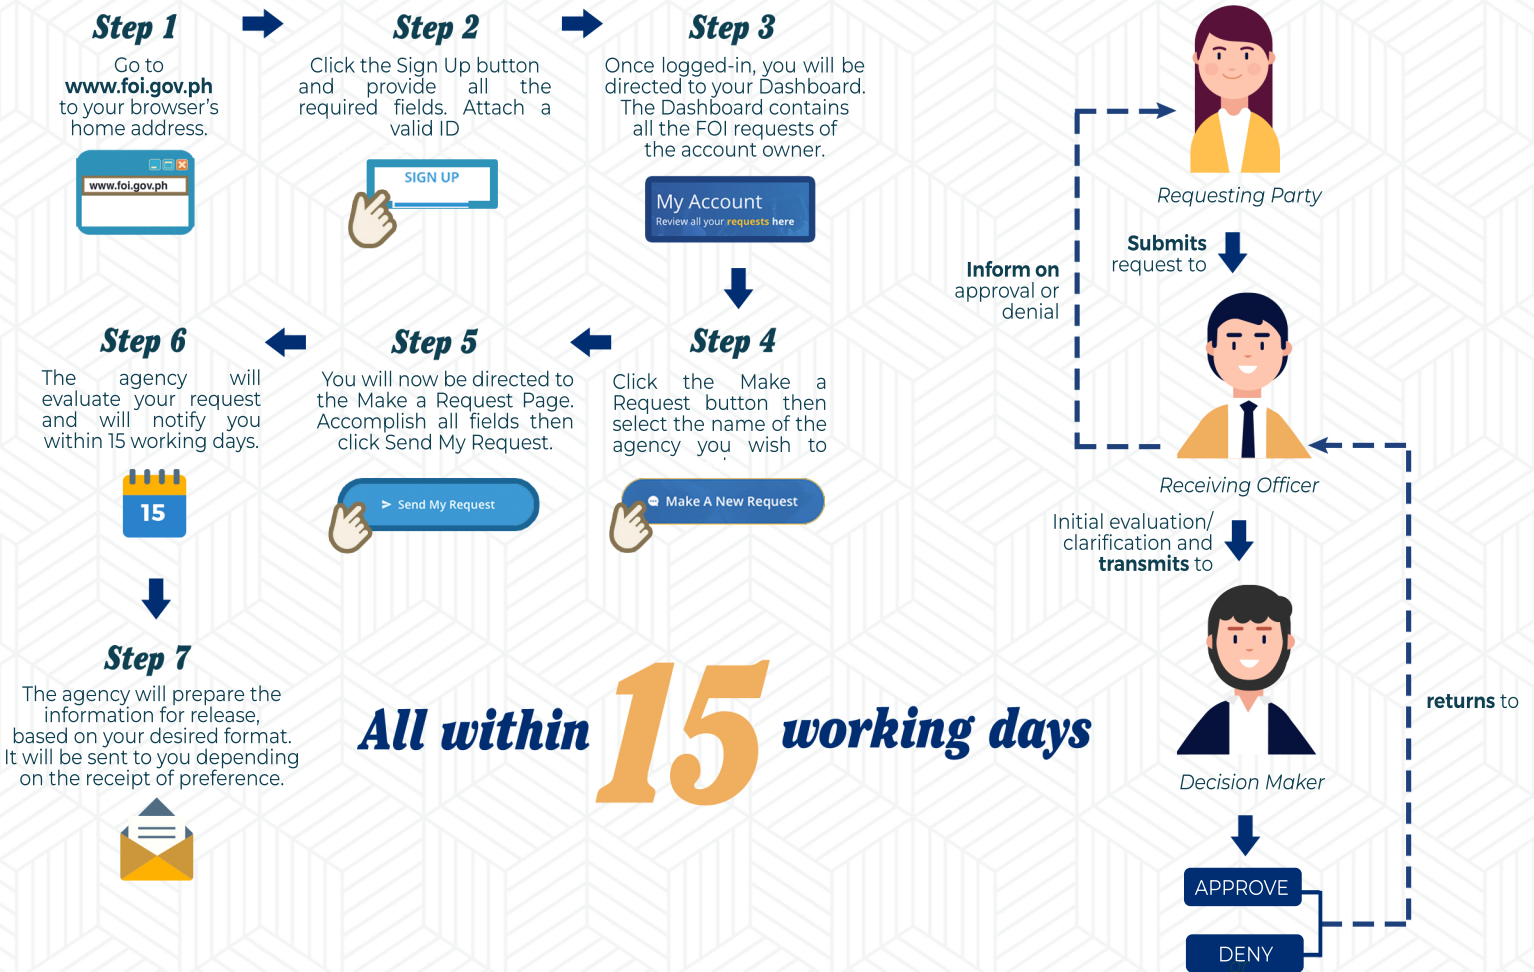 Step 1
Go to
www.foi.gov.ph
to your browser's
home address.
www.foi.gov.ph
Step 2
Click the Sign Up button
and provide all the
required fields. Attach a
valid ID
SIGN UP
Step 3
Once logged-in, you will be
directed to your Dashboard.
The Dashboard contains
all the FOI requests of
the account owner.
My Account
Review all your requests here
Step 4
Click the Make a
Request button then
select the name of the
agency you wish to
Make A New Request
Step 5
You will now be directed to
the Make a Request Page.
Accomplish all fields then
click Send My Request.
Send My Request
Step 6
The agency will
evaluate your request
and will notify you
within 15 working days.
15
Step 7
The agency will prepare the
information for release,
based on your desired format.
It will be sent to you depending
on the receipt of preference.
All within 15 working days
Requesting Party
Submits
request to
Inform on
approval or
denial
Receiving Officer
Initial evaluation/
clarification and
transmits to
Decision Maker
returns to
APPROVE
DENY